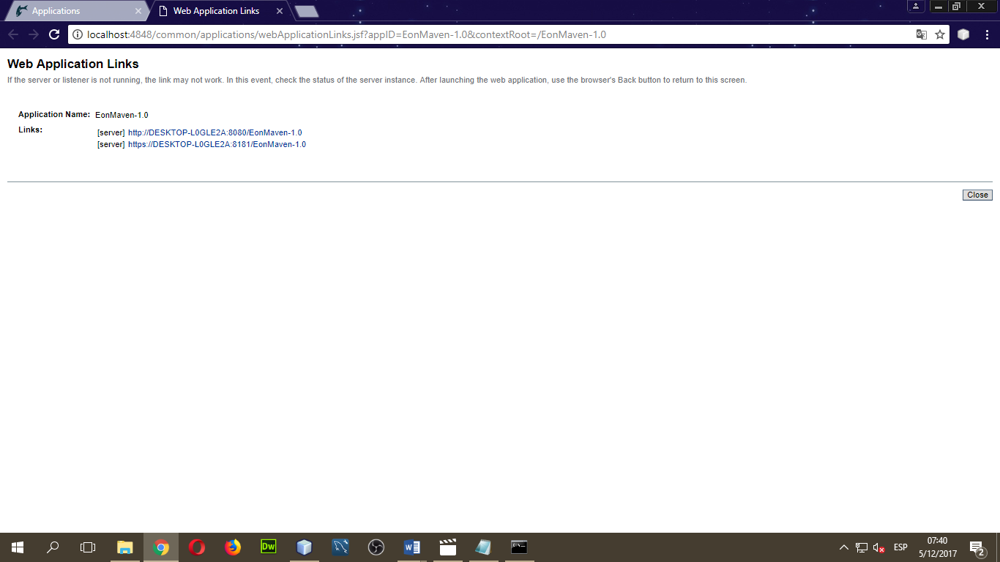 Applications
Web Application Links
localhost:4848/common/applications/webApplicationLinks.jsf?appID=EonMaven-1.0&contextRoot=/EonMaven-1.0
Web Application Links
If the server or listener is not running, the link may not work. In this event, check the status of the server instance. After launching the web application, use the browser's Back button to return to this screen.
Application Name: EonMaven-1.0
Links: [server] http://DESKTOP-L0GLE2A:8080/EonMaven-1.0
[server] https://DESKTOP-L0GLE2A:8181/EonMaven-1.0
Close
Dw
ESP
07:40
5/12/2017
2